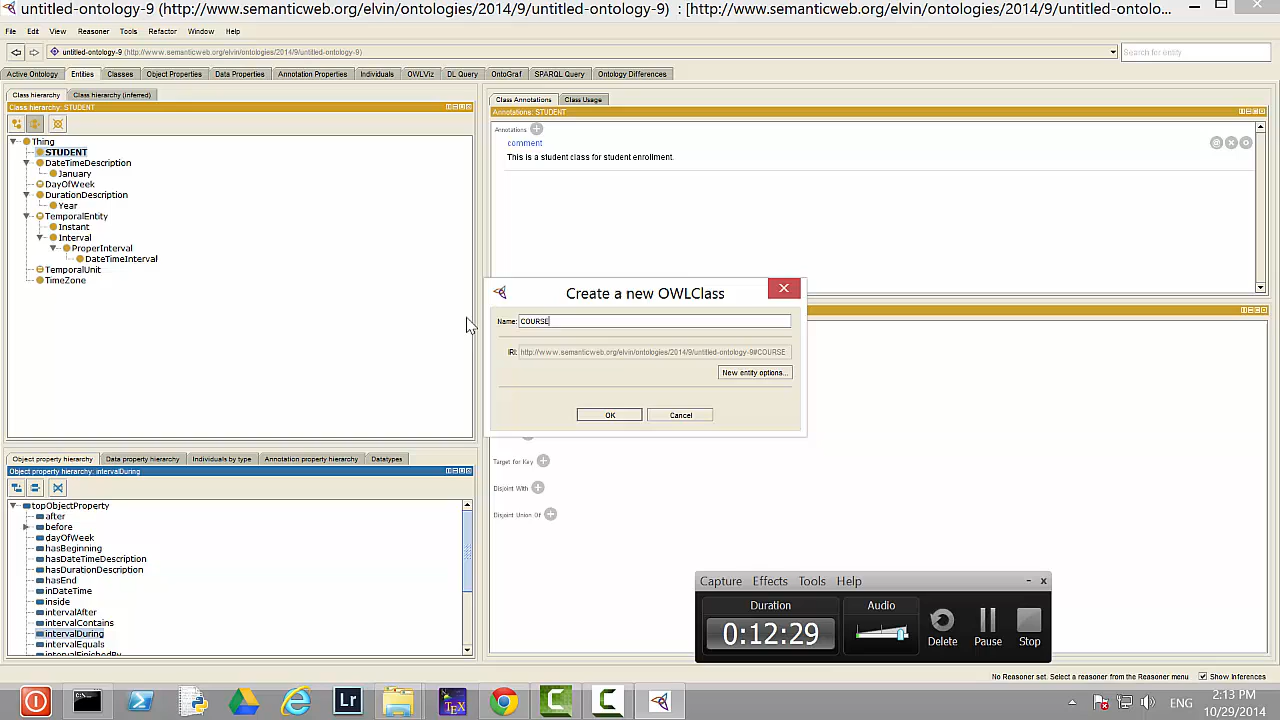 untitled-ontology-9 (http://www.semanticweb.org/elvin/ontologies/2014/9/untitled-ontology-9) : [http://www.semanticweb.org/elvin/ontologies/2014/9/untitled-ontolo...
File Edit View Reasoner Tools Refactor Window Help
untitled-ontology-9 (http://www.semanticweb.org/elvin/ontologies/2014/9/untitled-ontology-9)
Search for entity
Active Ontology Entities Classes Object Properties Data Properties Annotation Properties Individuals OWLViz DL Query OntoGraf SPARQL Query Ontology Differences
Class hierarchy Class hierarchy (inferred)
Class hierarchy: STUDENT
Thing
STUDENT
DateTimeDescription
January
DayOfWeek
DurationDescription
Year
TemporalEntity
Instant
Interval
ProperInterval
DateTimeInterval
TemporalUnit
TimeZone
Class Annotations Class Usage
Annotations: STUDENT
Annotations
comment
This is a student class for student enrollment.
Create a new OWLClass
Name: COURSE
IRI: http://www.semanticweb.org/elvin/ontologies/2014/9/untitled-ontology-9#COURSE
New entity options...
OK Cancel
Target for Key
Disjoint With
Disjoint Union Of
Object property hierarchy Data property hierarchy Individuals by type Annotation property hierarchy Datatypes
Object property hierarchy: intervalDuring
topObjectProperty
after
before
dayOfWeek
hasBeginning
hasDateTimeDescription
hasDurationDescription
hasEnd
inDateTime
inside
intervalAfter
intervalContains
intervalDuring
intervalEquals
intervalFinishedBy
Capture Effects Tools Help
Duration Audio
0:12:29
Delete Pause Stop
No Reasoner set. Select a reasoner from the Reasoner menu Show Inferences
Lr
TEX
ENG
2:13 PM
10/29/2014